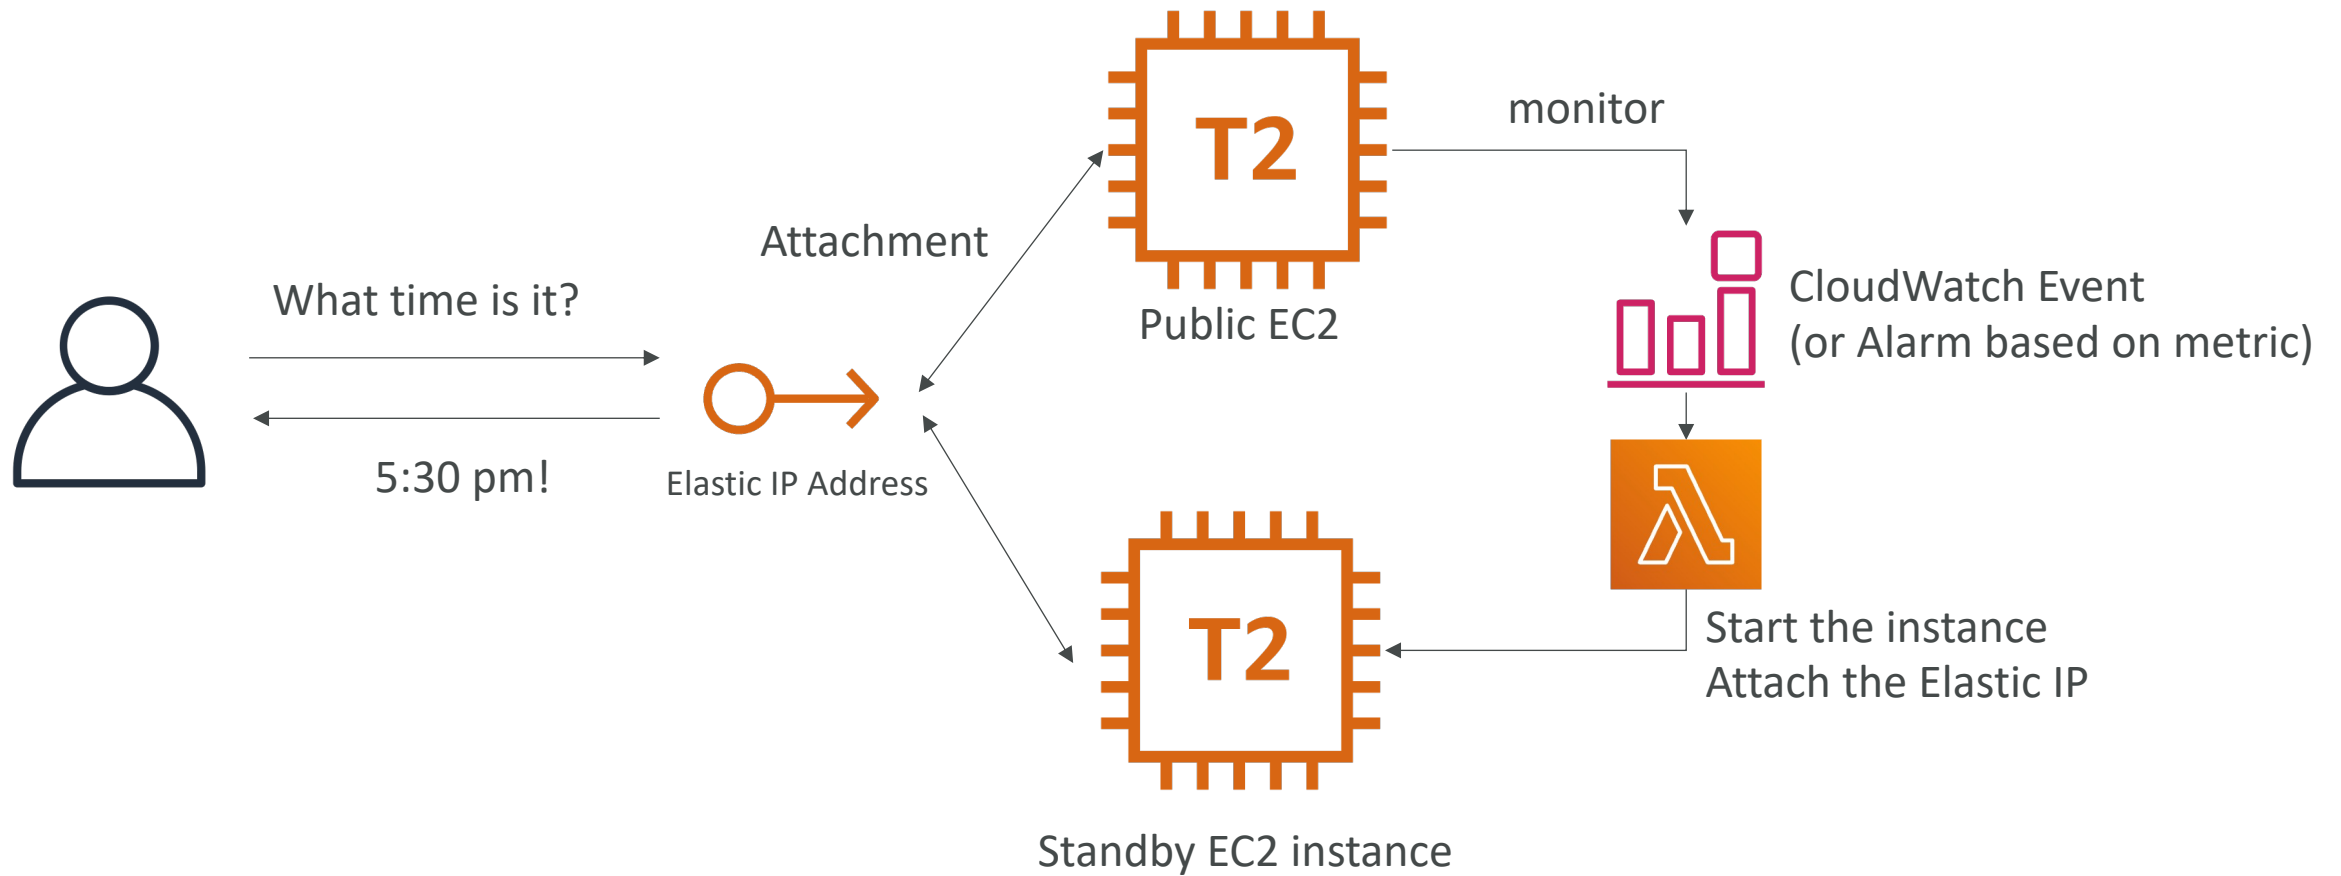 T2
monitor
Attachment
What time is it?
Public EC2
CloudWatch Event
(or Alarm based on metric)
5:30 pm!
Elastic IP Address
T2
Start the instance
Attach the Elastic IP
Standby EC2 instance